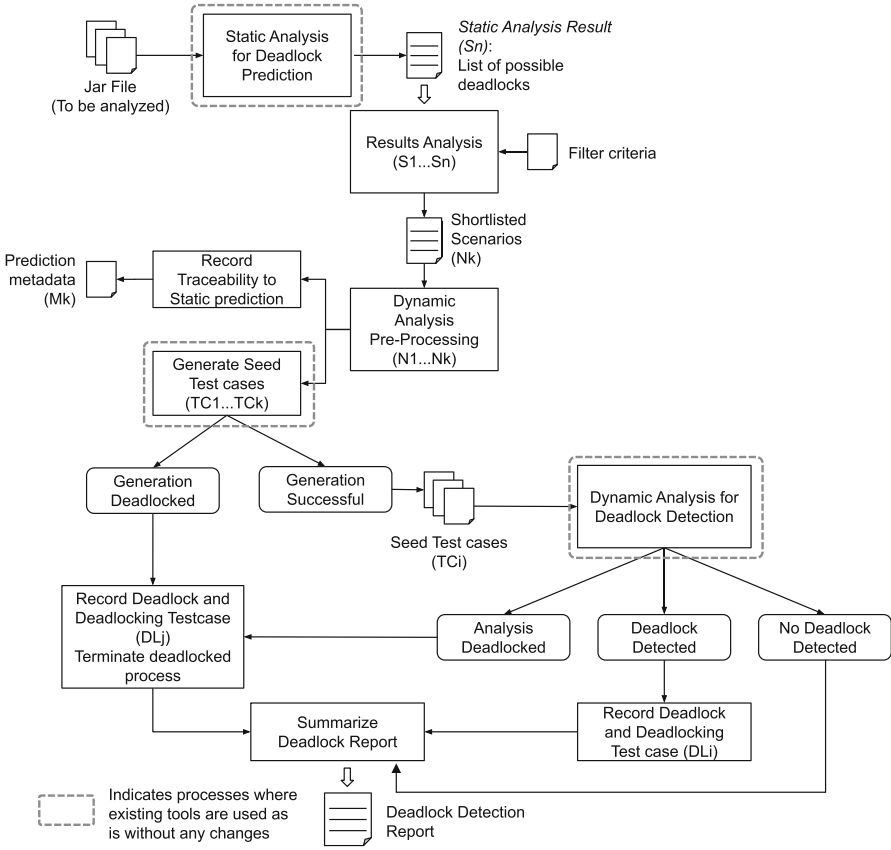 Static Analysis
for Deadlock
Prediction
Static Analysis Result
(Sn):
List of possible
deadlocks
Jar File
(To be analyzed)
Results Analysis
(S1...Sn)
Filter criteria
Shortlisted
Scenarios
(Nk)
Prediction
metadata
(Mk)
Record
Traceability to
Static prediction
Dynamic
Analysis
Pre-Processing
(N1...Nk)
Generate Seed
Test cases
(TC1...TCk)
Generation
Deadlocked
Generation
Successful
Seed Test cases
(TCi)
Dynamic Analysis for
Deadlock Detection
Record Deadlock and
Deadlocking Testcase
(DLj)
Terminate deadlocked
process
Analysis
Deadlocked
Deadlock
Detected
No Deadlock
Detected
Summarize
Deadlock Report
Record Deadlock
and Deadlocking
Test case (DLi)
Indicates processes where
existing tools are used as
is without any changes
Deadlock Detection
Report